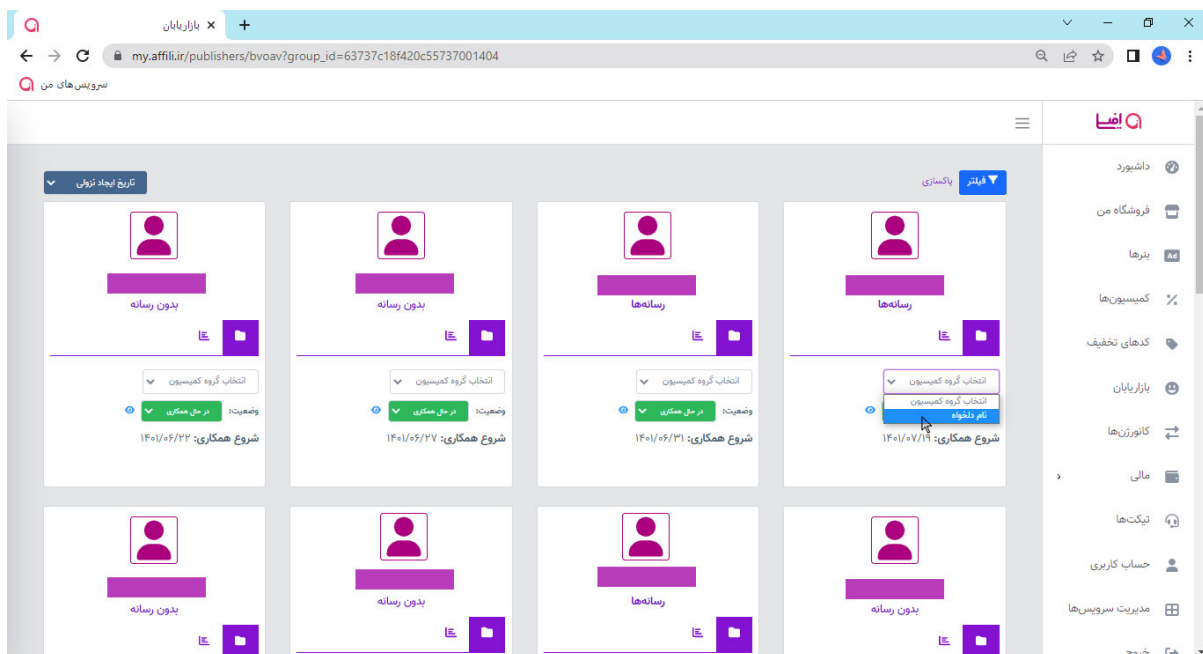 بازاریابان
my.affili.ir/publishers/bvoav?group_id=63737c18f420c55737001404
سرویس‌های من
افیلی
داشبورد
فروشگاه من
بنرها
Ad
کمیسیون‌ها
کدهای تخفیف
بازاریابان
کانورژن‌ها
مالی
تیکت‌ها
حساب کاربری
مدیریت سرویس‌ها
خروج
فیلتر
پاکسازی
تاریخ ایجاد نزولی
رسانه‌ها
انتخاب گروه کمیسیون
انتخاب گروه کمیسیون
نام دلخواه
شروع همکاری: ۱۴۰۱/۰۷/۱۹
رسانه‌ها
انتخاب گروه کمیسیون
وضعیت: در حال همکاری
شروع همکاری: ۱۴۰۱/۰۶/۳۱
بدون رسانه
انتخاب گروه کمیسیون
وضعیت: در حال همکاری
شروع همکاری: ۱۴۰۱/۰۶/۲۷
بدون رسانه
انتخاب گروه کمیسیون
وضعیت: در حال همکاری
شروع همکاری: ۱۴۰۱/۰۶/۲۲
بدون رسانه
رسانه‌ها
بدون رسانه
بدون رسانه